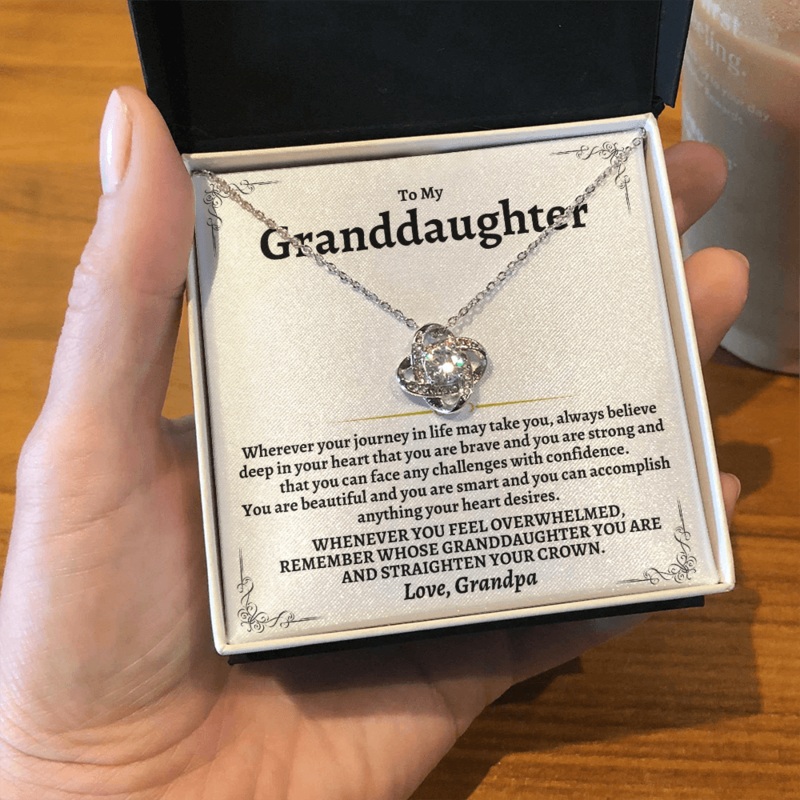 To My
Granddaughter
Wherever your journey in life may take you, always believe
deep in your heart that you are brave and you are strong and
that you can face any challenges with confidence.
You are beautiful and you are smart and you can accomplish
anything your heart desires.
WHENEVER YOU FEEL OVERWHELMED,
REMEMBER WHOSE GRANDDAUGHTER YOU ARE
AND STRAIGHTEN YOUR CROWN.
Love, Grandpa